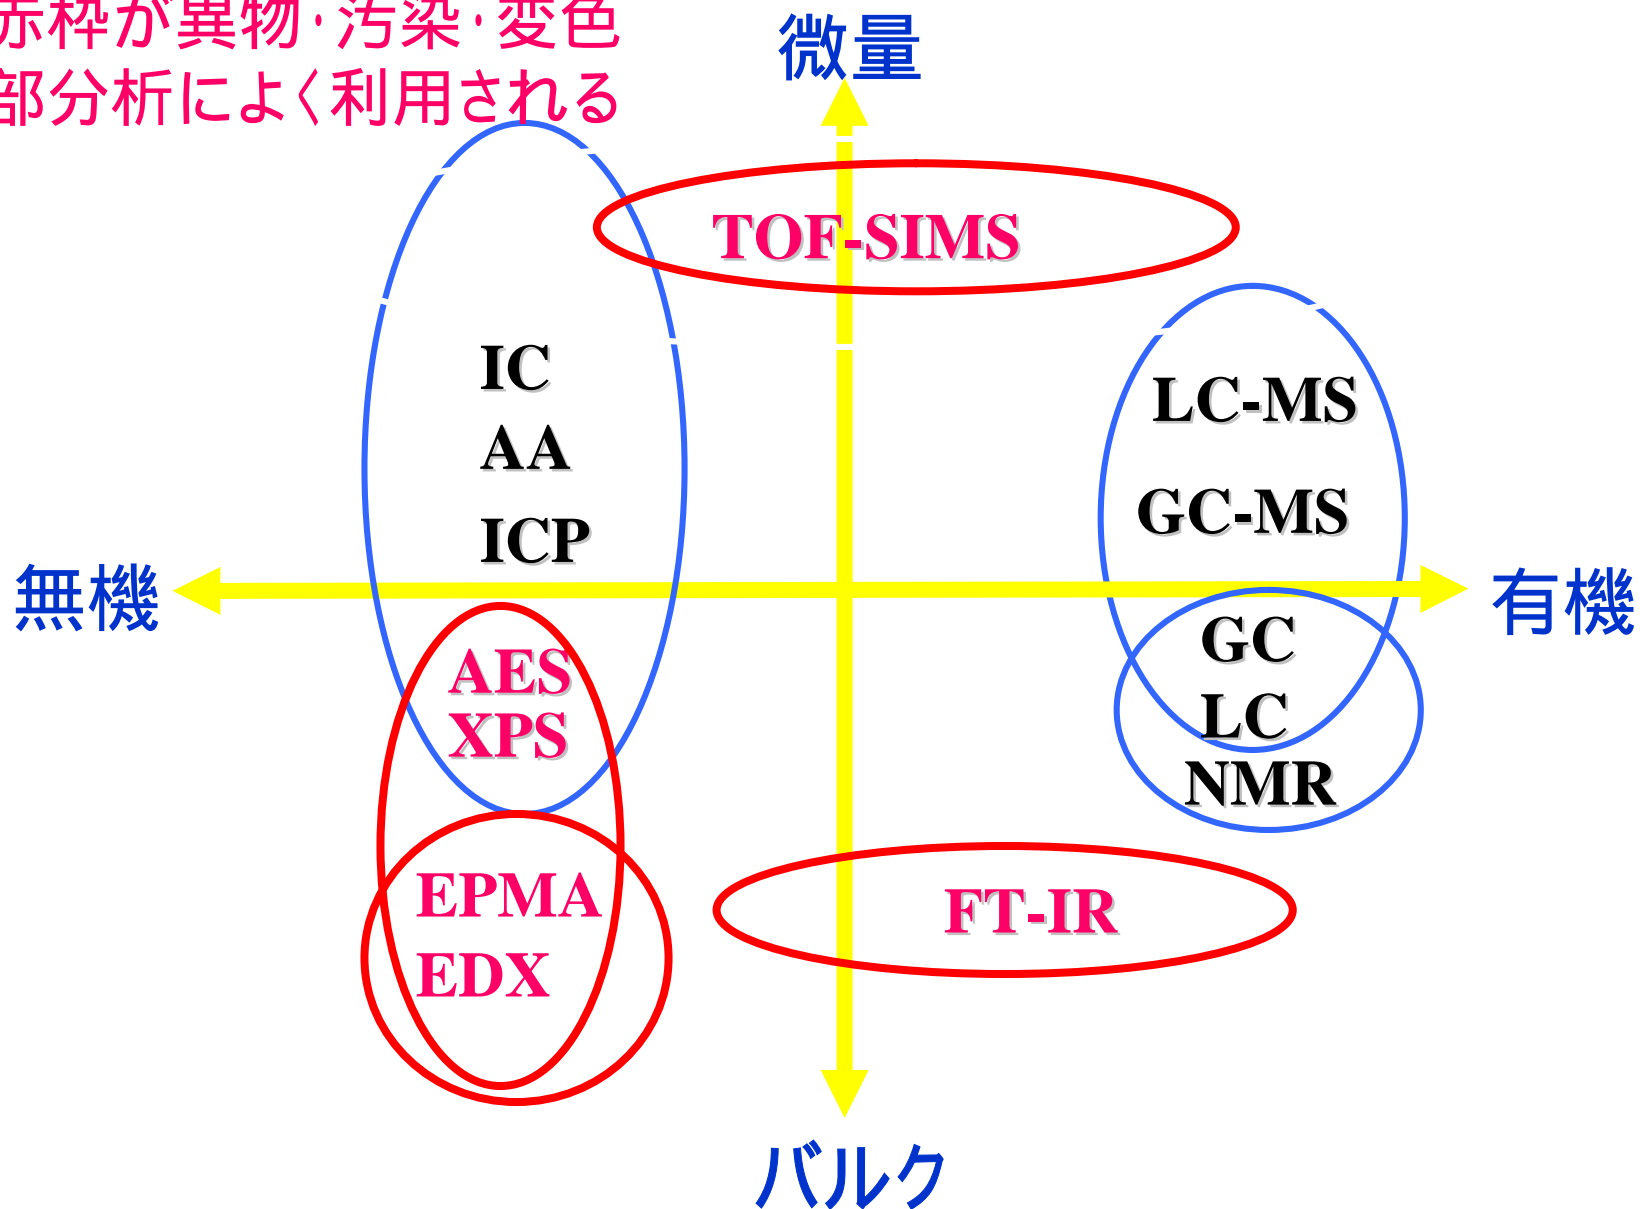 赤枠が異物・汚染・変色
部分析によく利用される
微量
TOF-SIMS
IC
AA
ICP
LC-MS
GC-MS
無機
有機
GC
LC
NMR
AES
XPS
EPMA
EDX
FT-IR
バルク